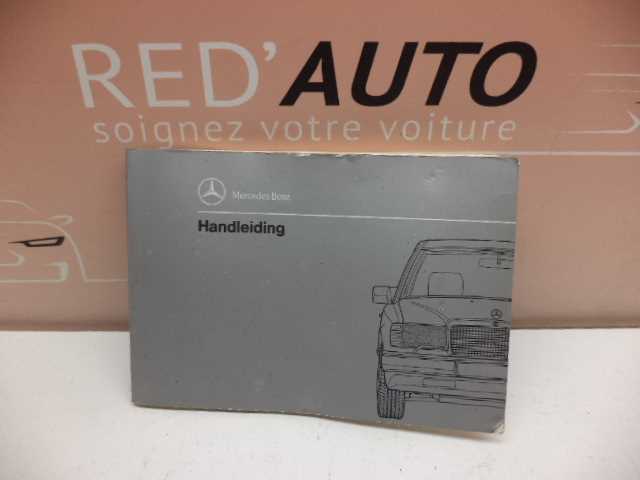 RED'AUTO
soignez votre voiture
Mercedes-Benz
Handleiding